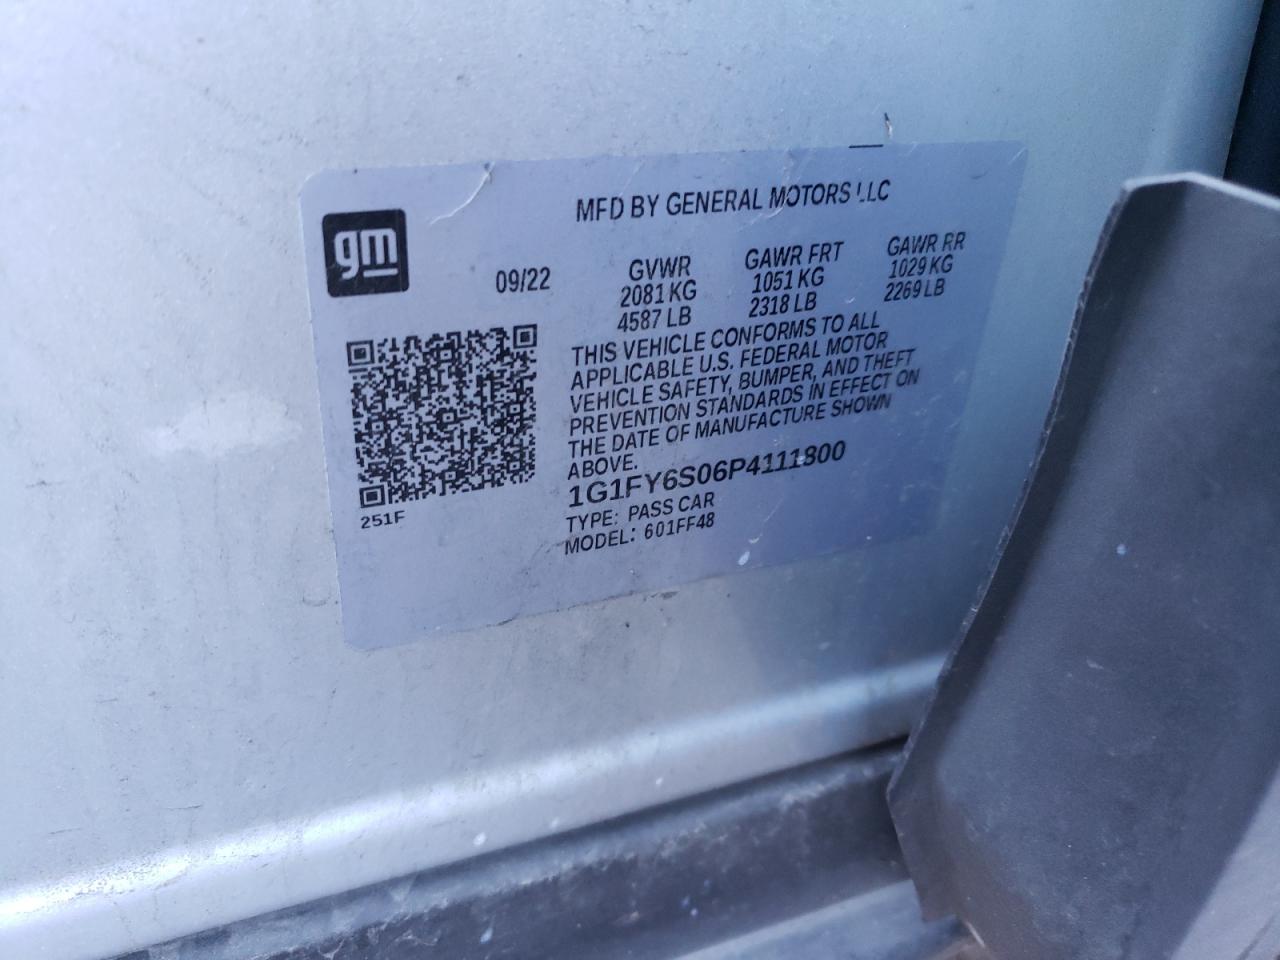 MFD BY GENERAL MOTORS LLC
gm
09/22
GVWR
2081 KG
4587 LB
GAWR FRT
1051 KG
2318 LB
GAWR RR
1029 KG
2269 LB
THIS VEHICLE CONFORMS TO ALL
APPLICABLE U.S. FEDERAL MOTOR
VEHICLE SAFETY, BUMPER, AND THEFT
PREVENTION STANDARDS IN EFFECT ON
THE DATE OF MANUFACTURE SHOWN
ABOVE.
1G1FY6S06P4111800
TYPE: PASS CAR
MODEL: 601FF48
251F